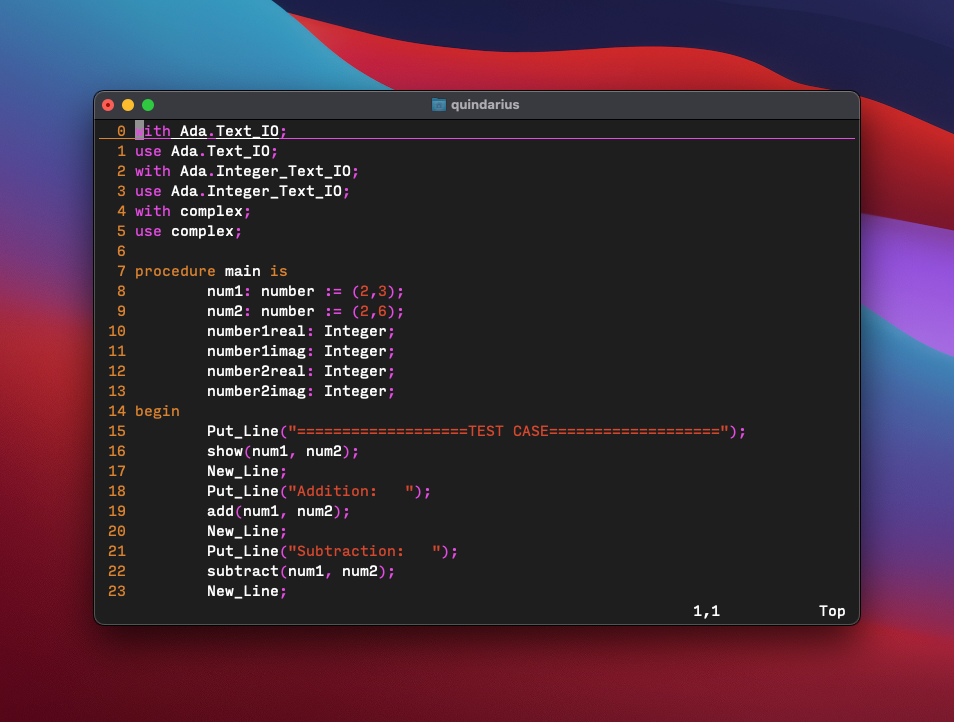 quindarius
0 with Ada.Text_IO;
1 use Ada.Text_IO;
2 with Ada.Integer_Text_IO;
3 use Ada.Integer_Text_IO;
4 with complex;
5 use complex;
6
7 procedure main is
8         num1: number := (2,3);
9         num2: number := (2,6);
10         number1real: Integer;
11         number1imag: Integer;
12         number2real: Integer;
13         number2imag: Integer;
14 begin
15         Put_Line("===================TEST CASE===================");
16         show(num1, num2);
17         New_Line;
18         Put_Line("Addition:   ");
19         add(num1, num2);
20         New_Line;
21         Put_Line("Subtraction:   ");
22         subtract(num1, num2);
23         New_Line;
1,1           Top